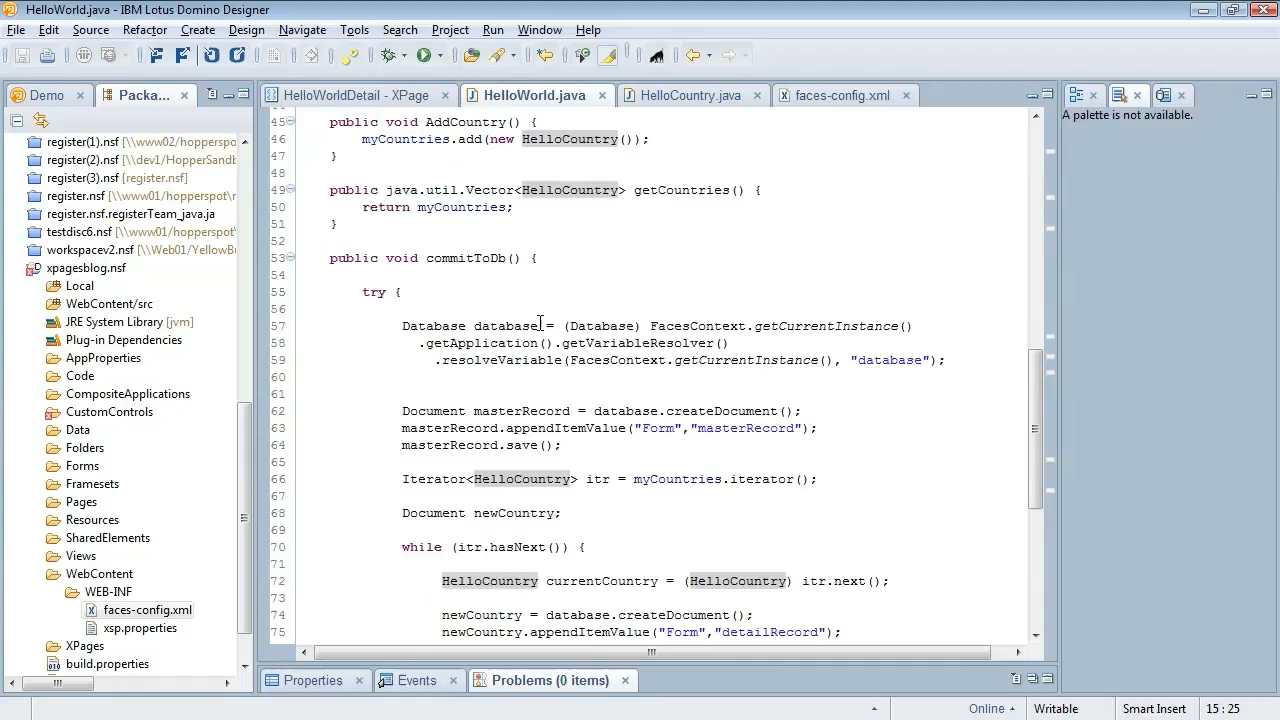 HelloWorld.java - IBM Lotus Domino Designer
File Edit Source Refactor Create Design Navigate Tools Search Project Run Window Help
Demo Packa... HelloWorldDetail - XPage HelloWorld.java HelloCountry.java faces-config.xml
A palette is not available.
register(1).nsf [\\www02/hopperspo
register(2).nsf [\\dev1/HopperSandb
register(3).nsf [register.nsf]
register.nsf [\\www01/hopperspot\r
register.nsf.registerTeam_java.ja
testdisc6.nsf [\\www01/hopperspot\
workspacev2.nsf [\\Web01/YellowBu
xpagesblog.nsf
Local
WebContent/src
JRE System Library [jvm]
Plug-in Dependencies
AppProperties
Code
CompositeApplications
CustomControls
Data
Folders
Forms
Framesets
Pages
Resources
SharedElements
Views
WebContent
WEB-INF
faces-config.xml
xsp.properties
XPages
build.properties
45 public void AddCountry() {
46 myCountries.add(new HelloCountry());
47 }
48
49 public java.util.Vector<HelloCountry> getCountries() {
50 return myCountries;
51 }
52
53 public void commitToDb() {
54
55 try {
56
57 Database database = (Database) FacesContext.getCurrentInstance()
58 .getApplication().getVariableResolver()
59 .resolveVariable(FacesContext.getCurrentInstance(), "database");
60
61
62 Document masterRecord = database.createDocument();
63 masterRecord.appendItemValue("Form","masterRecord");
64 masterRecord.save();
65
66 Iterator<HelloCountry> itr = myCountries.iterator();
67
68 Document newCountry;
69
70 while (itr.hasNext()) {
71
72 HelloCountry currentCountry = (HelloCountry) itr.next();
73
74 newCountry = database.createDocument();
75 newCountry.appendItemValue("Form","detailRecord");
Properties Events Problems (0 items)
Online Writable Smart Insert 15 : 25